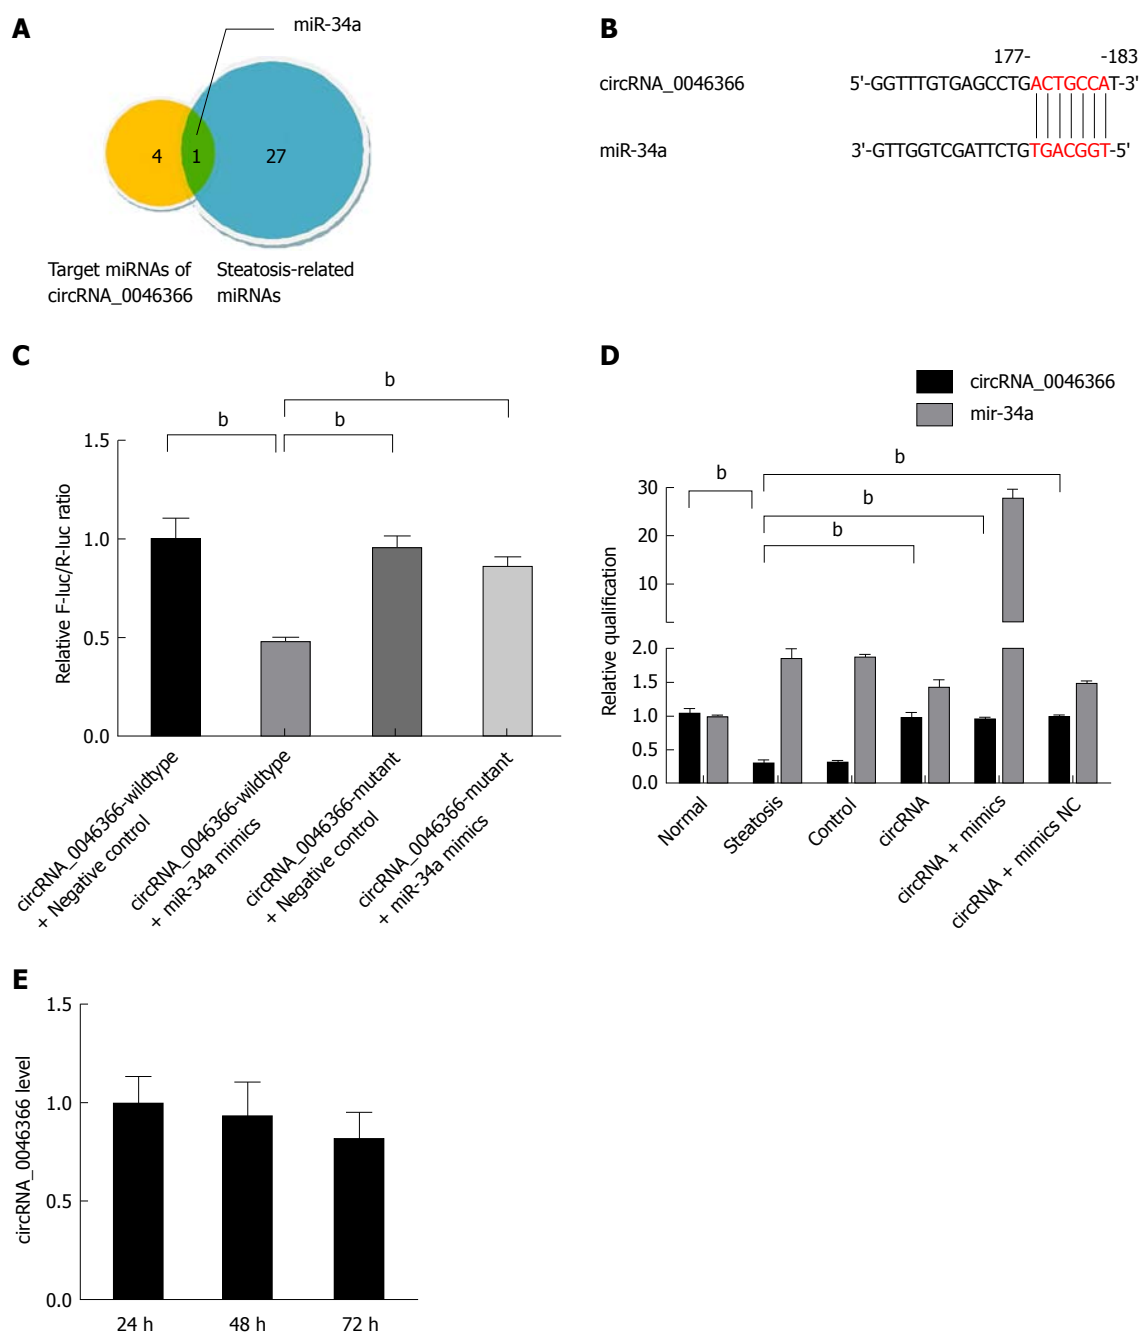 A
miR-34a
4
1
27
Target miRNAs of
circRNA_0046366
Steatosis-related
miRNAs
B
177-
-183
circRNA_0046366
5'-GGTTTGTGAGCCTGACTGCCAT-3'
miR-34a
3'-GTTGGTCGATTCTGTGACGGT-5'
C
b
b
b
Relative F-luc/R-luc ratio
1.5
1.0
0.5
0.0
circRNA_0046366-wildtype
+ Negative control
circRNA_0046366-wildtype
+ miR-34a mimics
circRNA_0046366-mutant
+ Negative control
circRNA_0046366-mutant
+ miR-34a mimics
D
circRNA_0046366
mir-34a
b
b
b
b
Relative qualification
30
20
10
2.0
1.5
1.0
0.5
0.0
Normal
Steatosis
Control
circRNA
circRNA + mimics
circRNA + mimics NC
E
circRNA_0046366 level
1.5
1.0
0.5
0.0
24 h
48 h
72 h